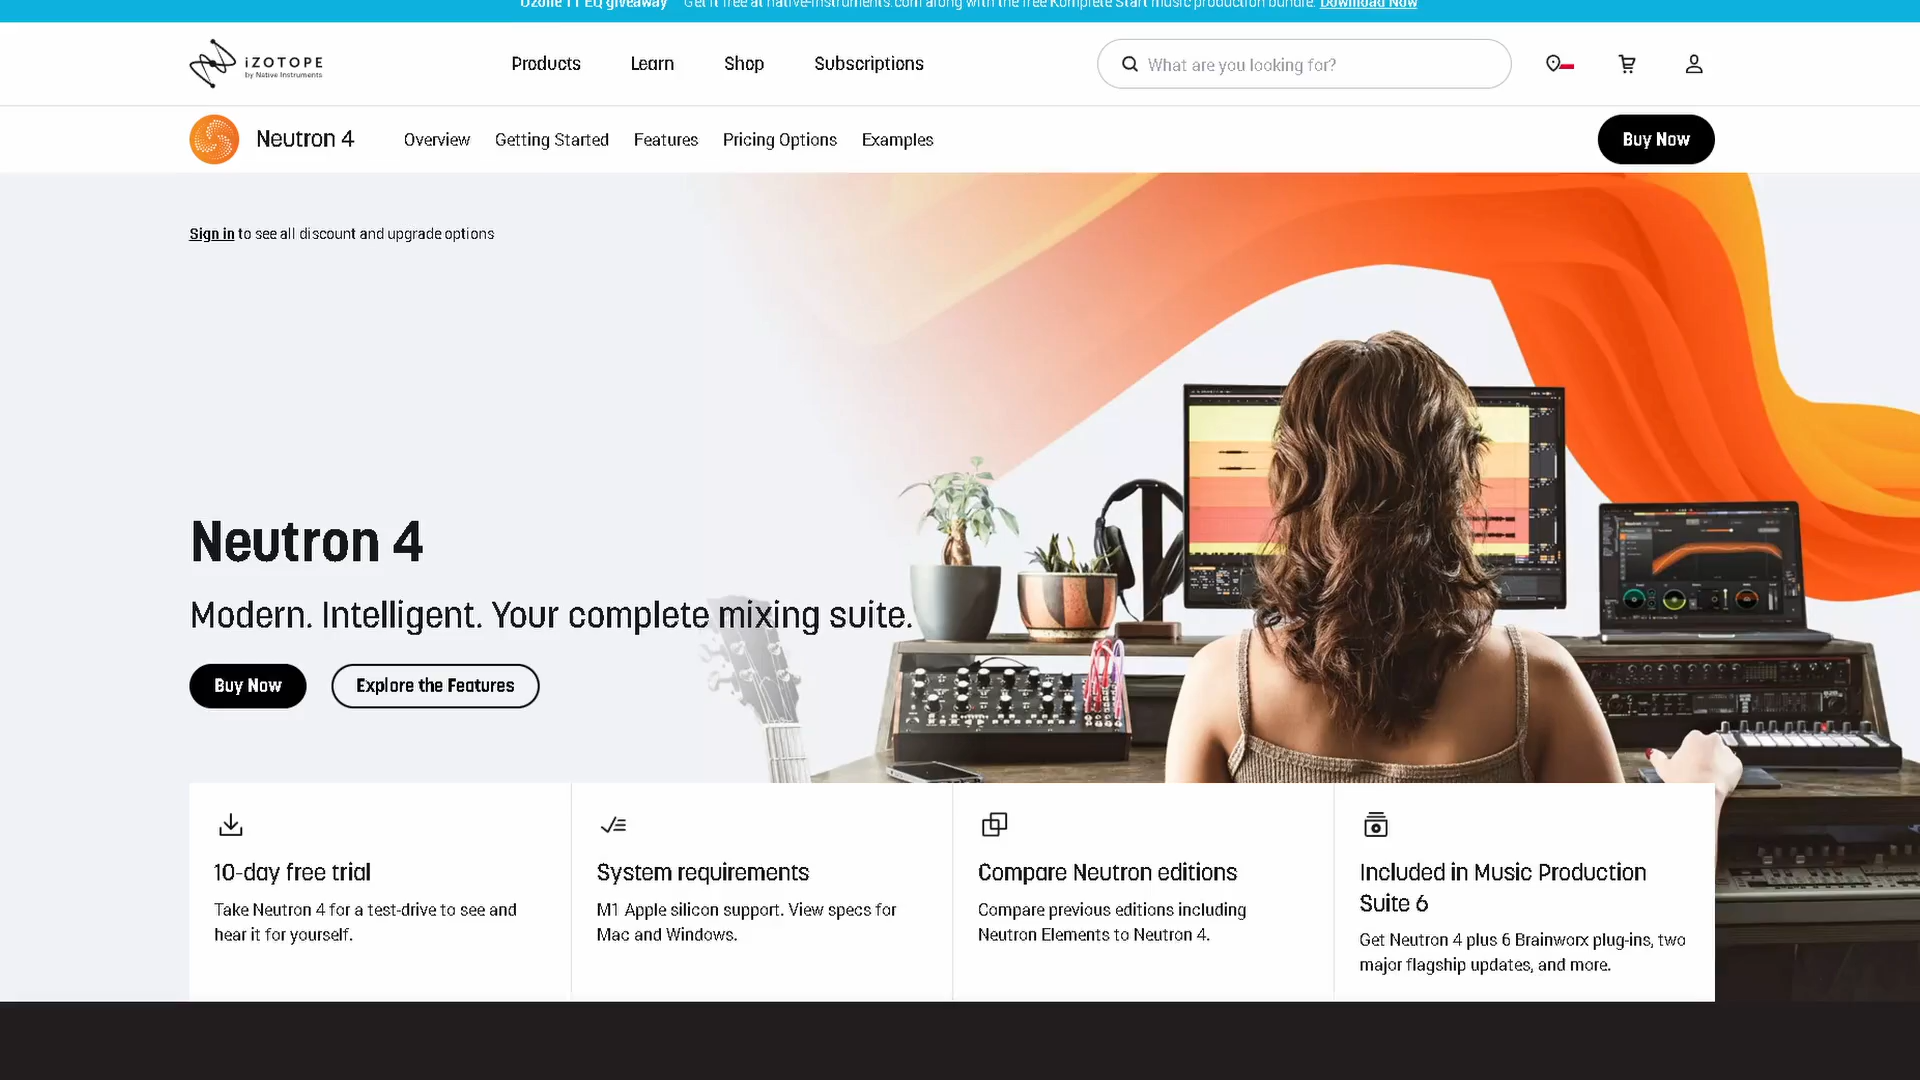 Ozone 11 EQ giveaway Get it free at native-instruments.com along with the free Komplete Start music production bundle. Download Now
iZOTOPE
by Native Instruments
Products Learn Shop Subscriptions
What are you looking for?
Neutron 4
Overview Getting Started Features Pricing Options Examples
Buy Now
Sign in to see all discount and upgrade options
Neutron 4
Modern. Intelligent. Your complete mixing suite.
Buy Now Explore the Features
10-day free trial
Take Neutron 4 for a test-drive to see and
hear it for yourself.
System requirements
M1 Apple silicon support. View specs for
Mac and Windows.
Compare Neutron editions
Compare previous editions including
Neutron Elements to Neutron 4.
Included in Music Production
Suite 6
Get Neutron 4 plus 6 Brainworx plug-ins, two
major flagship updates, and more.